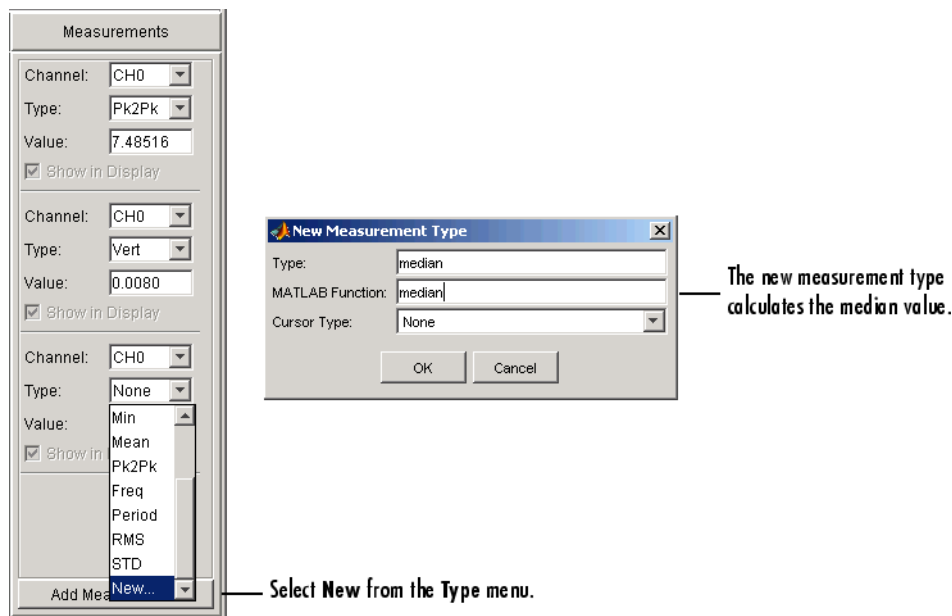 Measurements
Channel: CH0
Type: Pk2Pk
Value: 7.48516
Show in Display
Channel: CH0
Type: Vert
Value: 0.0080
Show in Display
Channel: CH0
Type: None
Value:
Show in
Min
Mean
Pk2Pk
Freq
Period
RMS
STD
New...
Add Mea
Select New from the Type menu.
New Measurement Type
Type: median
MATLAB Function: median
Cursor Type: None
OK Cancel
The new measurement type
calculates the median value.